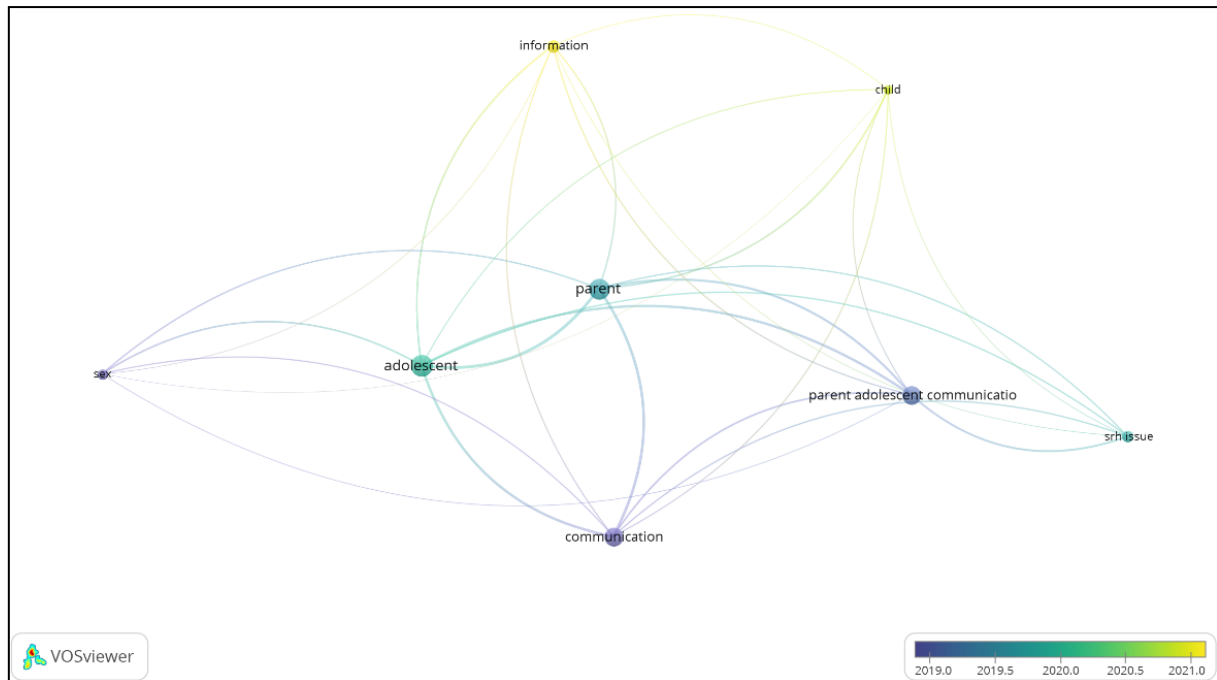 information
child
parent
adolescent
sex
parent adolescent communicatio
srh issue
communication
VOSviewer
2019.0 2019.5 2020.0 2020.5 2021.0